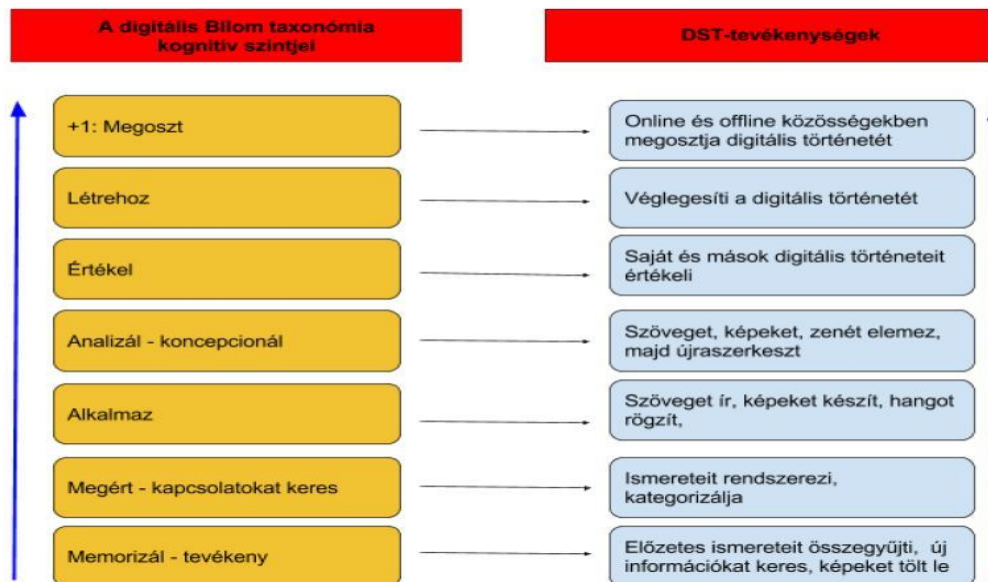 A digitális Bllom taxonómia
kognitív szintjei
DST-tevékenységek
+1: Megoszt
Online és offline közösségekben
megosztja digitális történetét
Létrehoz
Véglegesíti a digitális történetét
Értékel
Saját és mások digitális történeteit
értékeli
Analizál - koncepcionál
Szöveget, képeket, zenét elemez,
majd újraszerkeszt
Alkalmaz
Szöveget ír, képeket készít, hangot
rögzít,
Megért - kapcsolatokat keres
Ismereteit rendszerezi,
kategorizálja
Memorizál - tevékeny
Előzetes ismereteit összegyűjti, új
információkat keres, képeket tölt le